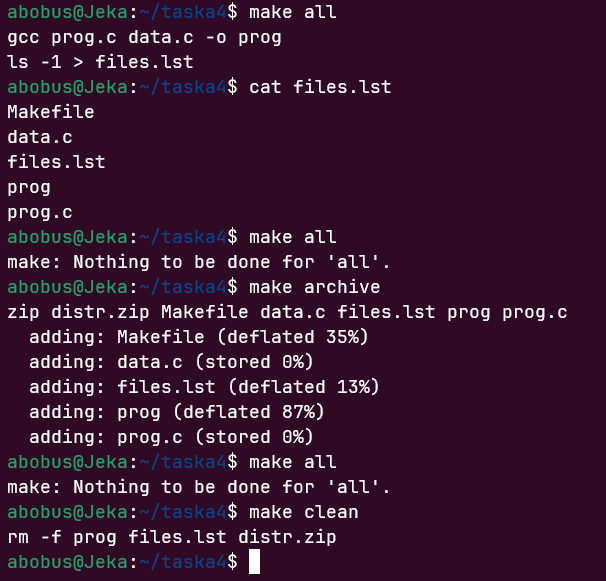 abobus@Jeka:~/taska4$ make all
gcc prog.c data.c -o prog
ls -1 > files.lst
abobus@Jeka:~/taska4$ cat files.lst
Makefile
data.c
files.lst
prog
prog.c
abobus@Jeka:~/taska4$ make all
make: Nothing to be done for 'all'.
abobus@Jeka:~/taska4$ make archive
zip distr.zip Makefile data.c files.lst prog prog.c
  adding: Makefile (deflated 35%)
  adding: data.c (stored 0%)
  adding: files.lst (deflated 13%)
  adding: prog (deflated 87%)
  adding: prog.c (stored 0%)
abobus@Jeka:~/taska4$ make all
make: Nothing to be done for 'all'.
abobus@Jeka:~/taska4$ make clean
rm -f prog files.lst distr.zip
abobus@Jeka:~/taska4$